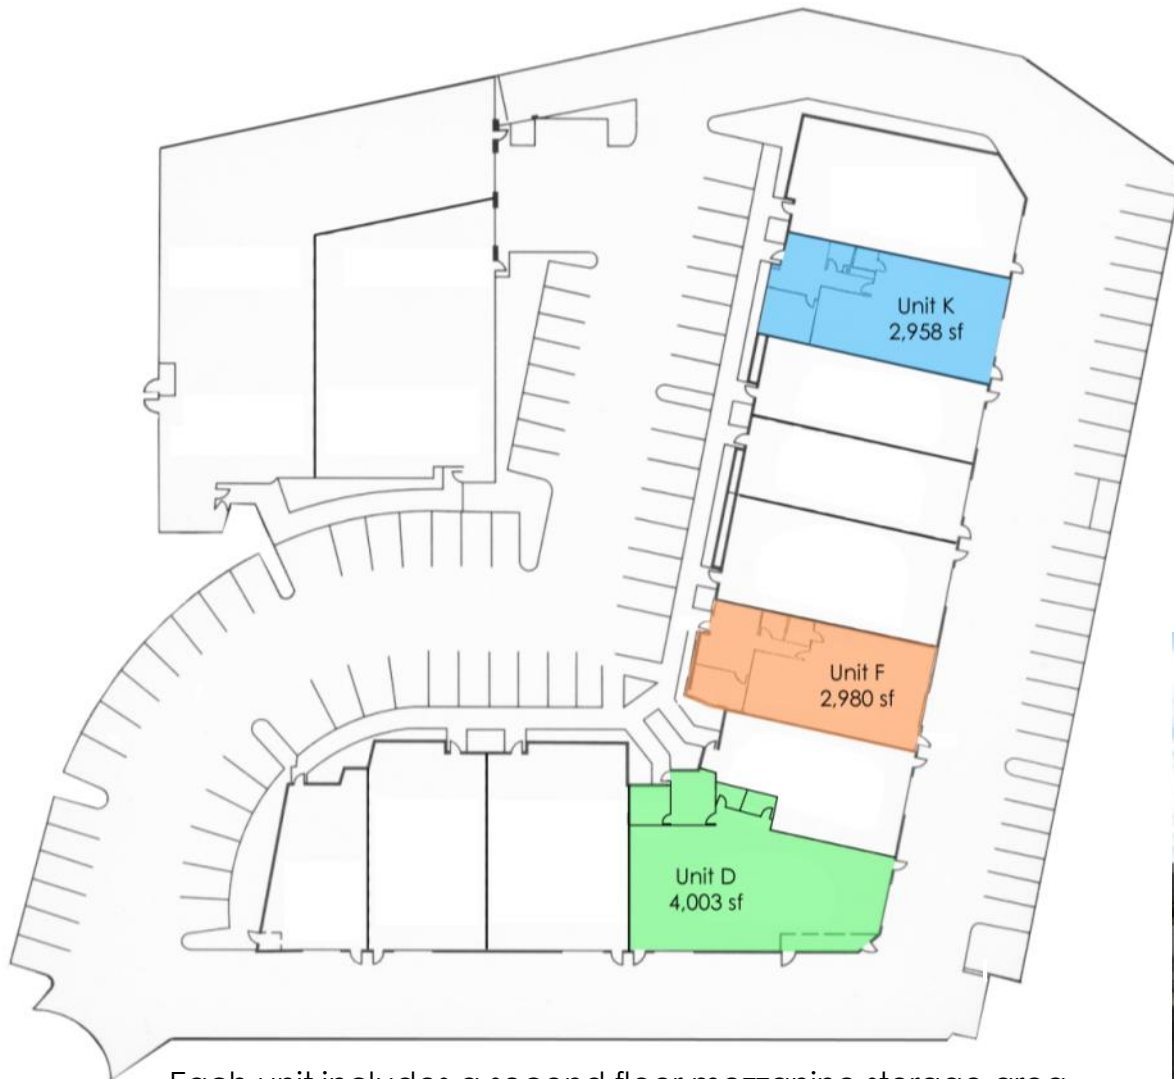 Unit K
2,958 sf
Unit F
2,980 sf
Unit D
4,003 sf
Each unit includes a second floor mezzanine storage area